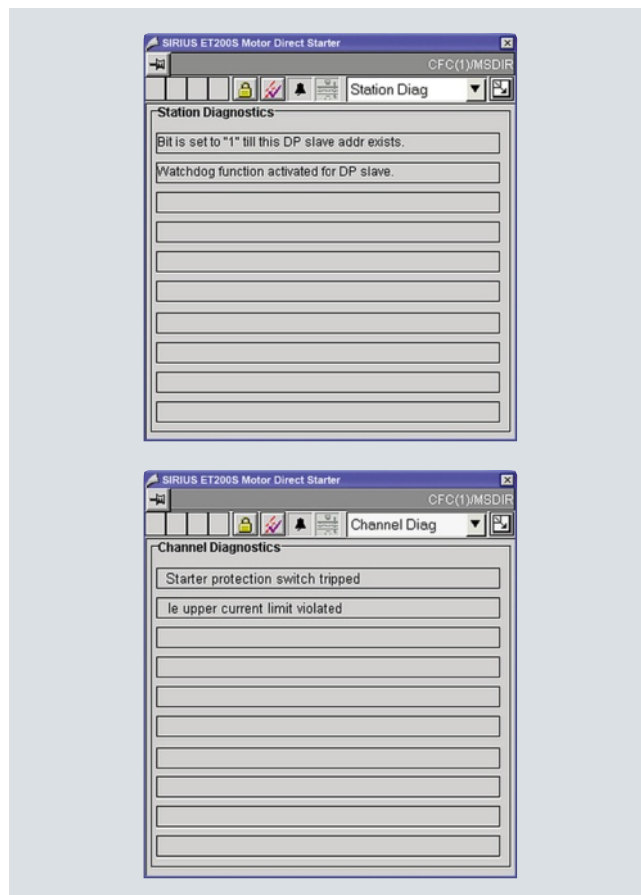 SIRIUS ET200S Motor Direct Starter
CFC(1)/MSDIR
Station Diag
Station Diagnostics
Bit is set to "1" till this DP slave addr exists.
Watchdog function activated for DP slave.
SIRIUS ET200S Motor Direct Starter
CFC(1)/MSDIR
Channel Diag
Channel Diagnostics
Starter protection switch tripped
Ie upper current limit violated